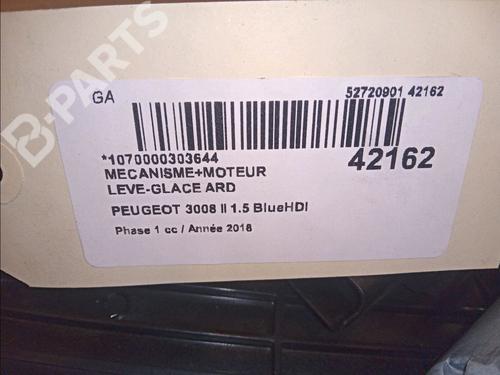 B-PARTS
GA
52720901 42162
*1070000303644
42162
MECANISME+MOTEUR
LEVE-GLACE ARD
PEUGEOT 3008 II 1.5 BlueHDI
Phase 1 cc / Année 2018